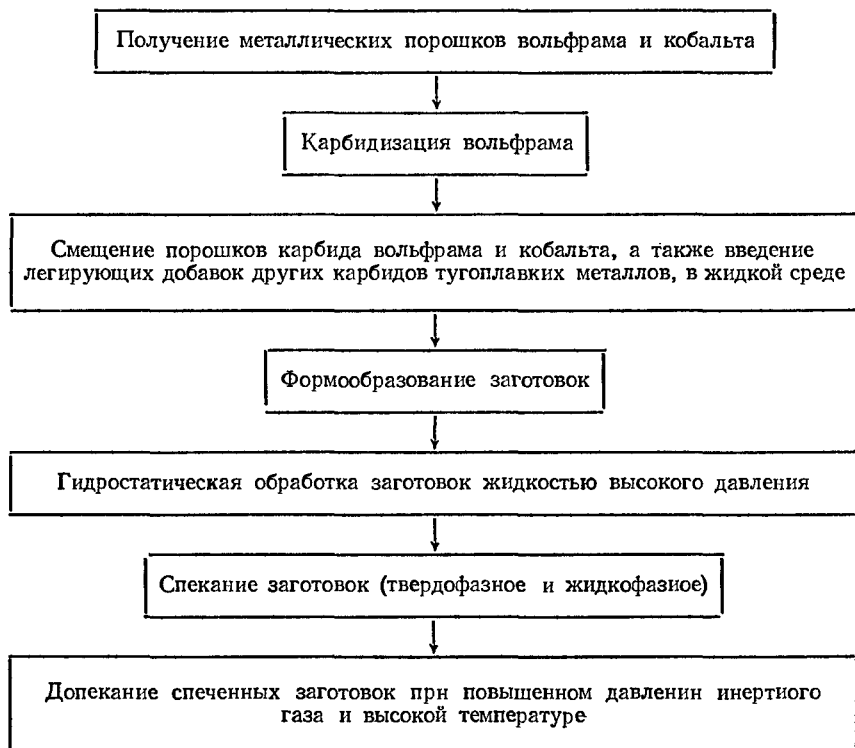 Получение металлических порошков вольфрама и кобальта
Карбидизация вольфрама
Смещение порошков карбида вольфрама и кобальта, а также введение
легирующих добавок других карбидов тугоплавких металлов, в жидкой среде
Формообразование заготовок
Гидростатическая обработка заготовок жидкостью высокого давления
Спекание заготовок (твердофазное и жидкофазиое)
Допекание спеченных заготовок прн повышенном давленин инертиого
газа и высокой температуре